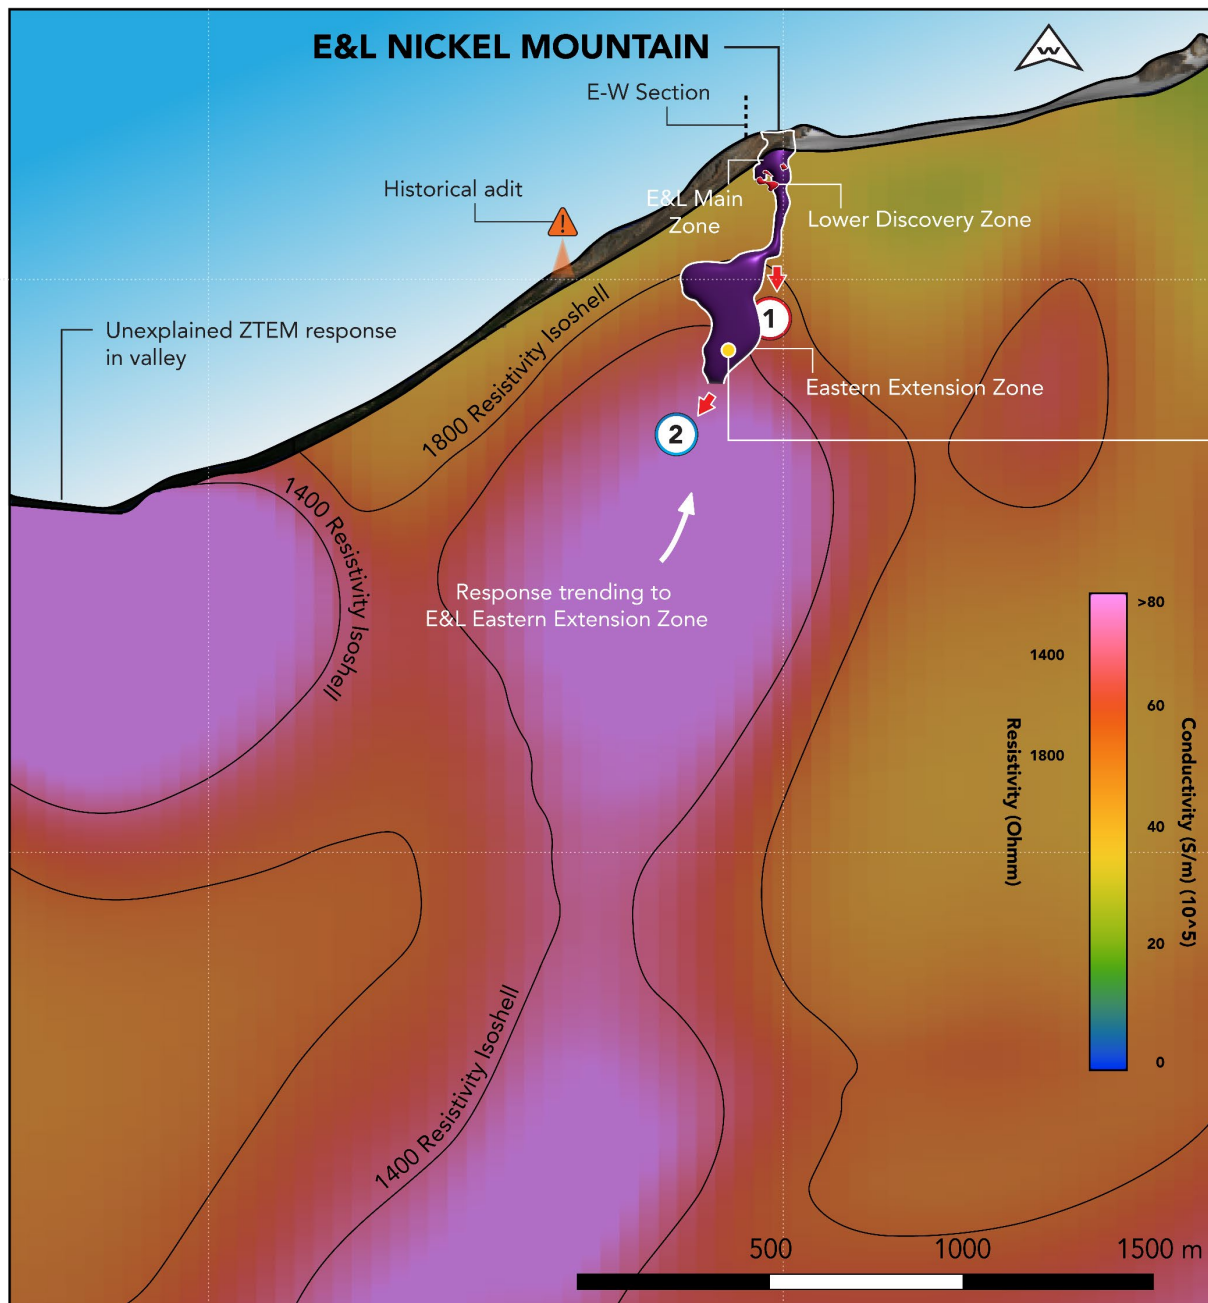 E&L NICKEL MOUNTAIN
W
E-W Section
Historical adit
E&L Main
Zone
Lower Discovery Zone
Unexplained ZTEM response
in valley
1
1800 Resistivity Isoshell
Eastern Extension Zone
2
1400 Resistivity Isoshell
Response trending to
E&L Eastern Extension Zone
>80
1400
60
1800
Resistivity (Ohmm)
Conductivity (S/m) (10^5)
40
20
0
1400 Resistivity Isoshell
500
1000
1500 m